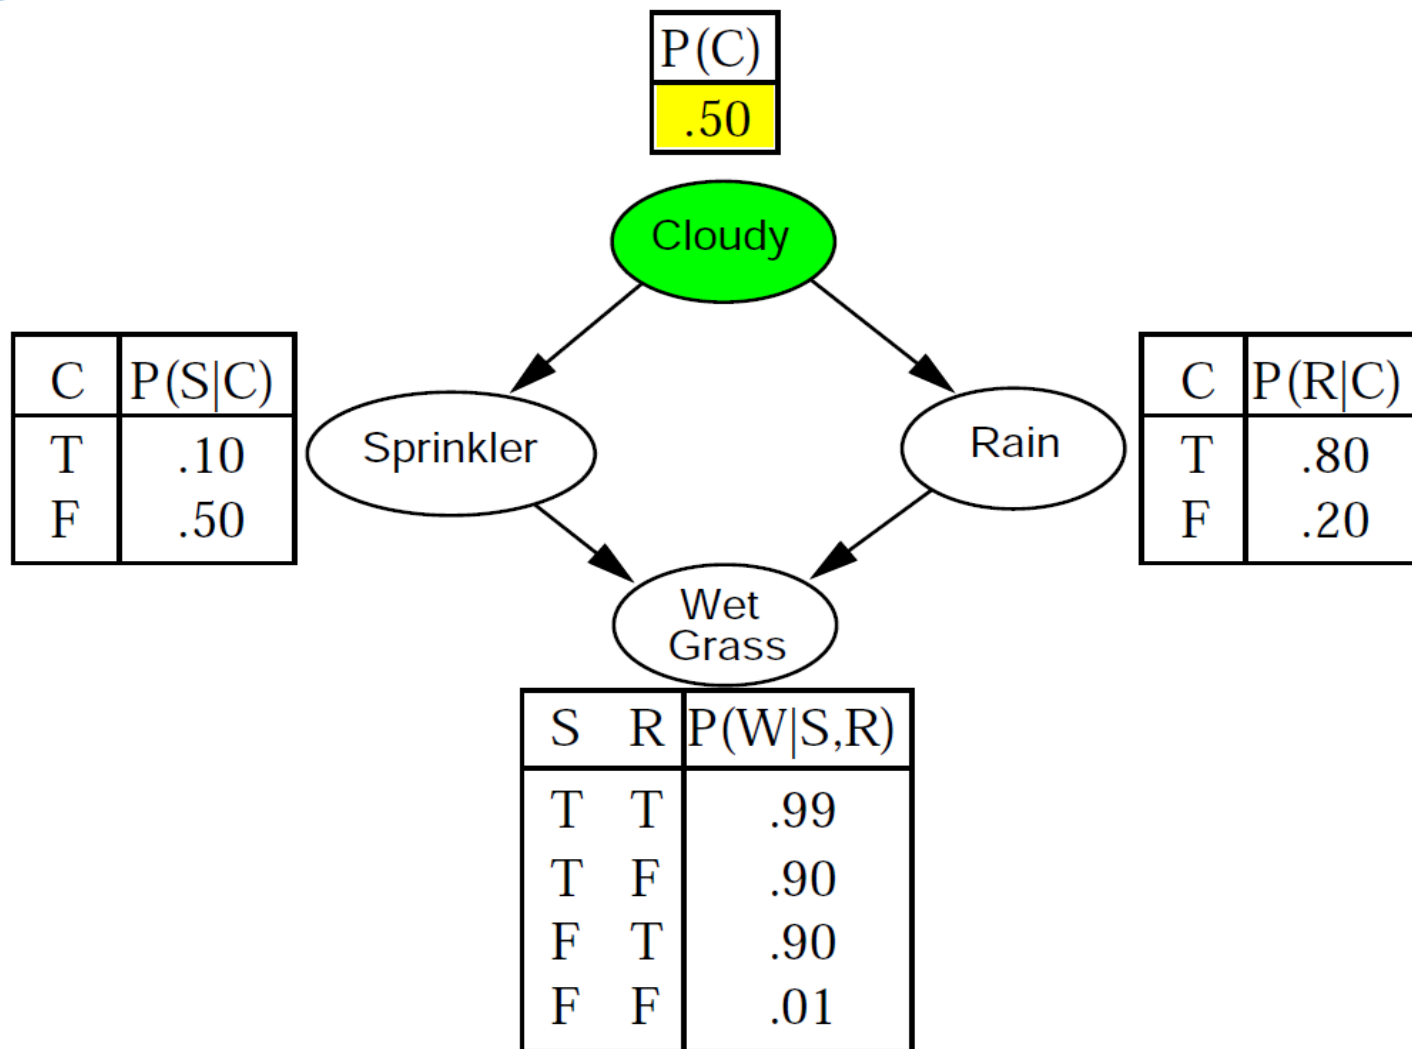 P(C)
.50
Cloudy
C P(S|C)
T .10
F .50
Sprinkler
Rain
C P(R|C)
T .80
F .20
Wet
Grass
S R P(W|S,R)
T T .99
T F .90
F T .90
F F .01